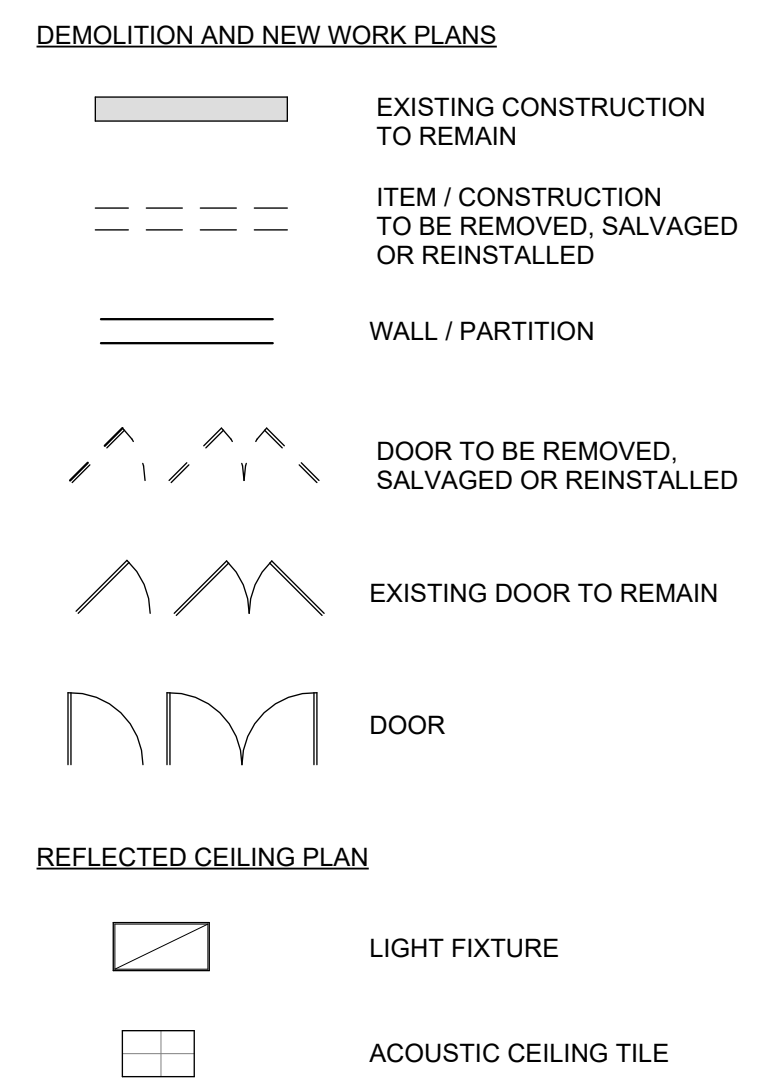 DEMOLITION AND NEW WORK PLANS
EXISTING CONSTRUCTION
TO REMAIN
ITEM / CONSTRUCTION
TO BE REMOVED, SALVAGED
OR REINSTALLED
WALL / PARTITION
DOOR TO BE REMOVED,
SALVAGED OR REINSTALLED
EXISTING DOOR TO REMAIN
DOOR
REFLECTED CEILING PLAN
LIGHT FIXTURE
ACOUSTIC CEILING TILE